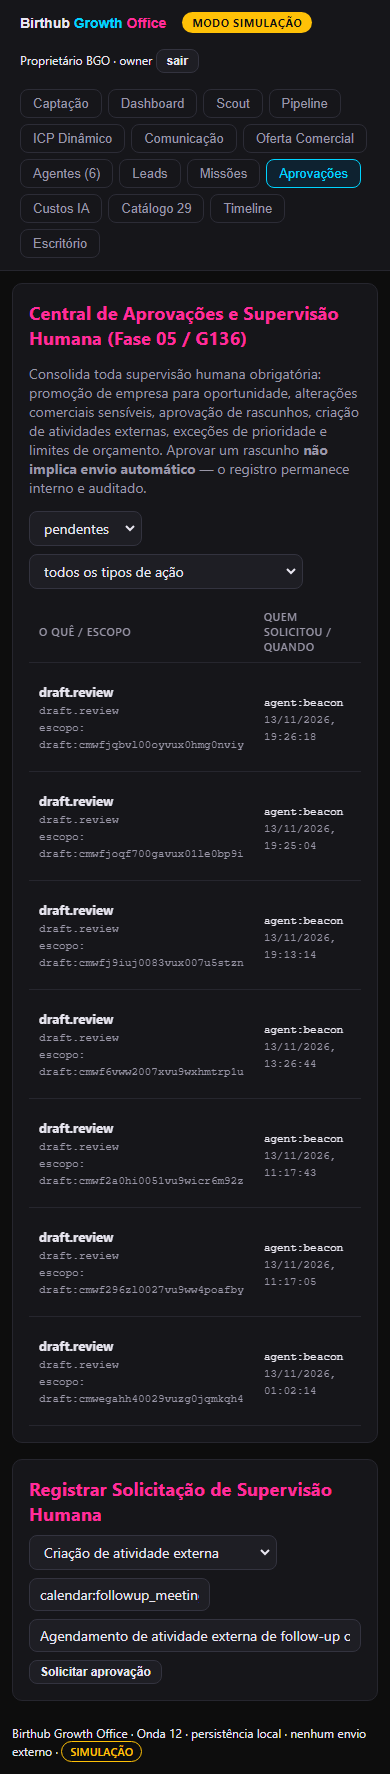 Birthub Growth Office MODO SIMULAÇÃO
Proprietário BGO · owner sair
Captação Dashboard Scout Pipeline
ICP Dinâmico Comunicação Oferta Comercial
Agentes (6) Leads Missões Aprovações
Custos IA Catálogo 29 Timeline
Escritório
Central de Aprovações e Supervisão
Humana (Fase 05 / G136)
Consolida toda supervisão humana obrigatória:
promoção de empresa para oportunidade, alterações
comerciais sensíveis, aprovação de rascunhos, criação
de atividades externas, exceções de prioridade e
limites de orçamento. Aprovar um rascunho não
implica envio automático — o registro permanece
interno e auditado.
pendentes
todos os tipos de ação
O QUÊ / ESCOPO
QUEM
SOLICITOU /
QUANDO
draft.review
draft.review
escopo:
draft:cmwfjqbvl00oyvux0hmg0nviy
agent:beacon
13/11/2026,
19:26:18
draft.review
draft.review
escopo:
draft:cmwfjoqf700gavux01le0bp9i
agent:beacon
13/11/2026,
19:25:04
draft.review
draft.review
escopo:
draft:cmwfj9iuj0083vux007u5stzn
agent:beacon
13/11/2026,
19:13:14
draft.review
draft.review
escopo:
draft:cmwf6vww2007xvu9wxhmtrp1u
agent:beacon
13/11/2026,
13:26:44
draft.review
draft.review
escopo:
draft:cmwf2a0hi0051vu9wicr6m92z
agent:beacon
13/11/2026,
11:17:43
draft.review
draft.review
escopo:
draft:cmwf296zl0027vu9ww4poafby
agent:beacon
13/11/2026,
11:17:05
draft.review
draft.review
escopo:
draft:cmwegahh40029vuzg0jqmkqh4
agent:beacon
13/11/2026,
01:02:14
Registrar Solicitação de Supervisão
Humana
Criação de atividade externa
calendar:followup_meetin
Agendamento de atividade externa de follow-up c
Solicitar aprovação
Birthub Growth Office · Onda 12 · persistência local · nenhum envio
externo · SIMULAÇÃO